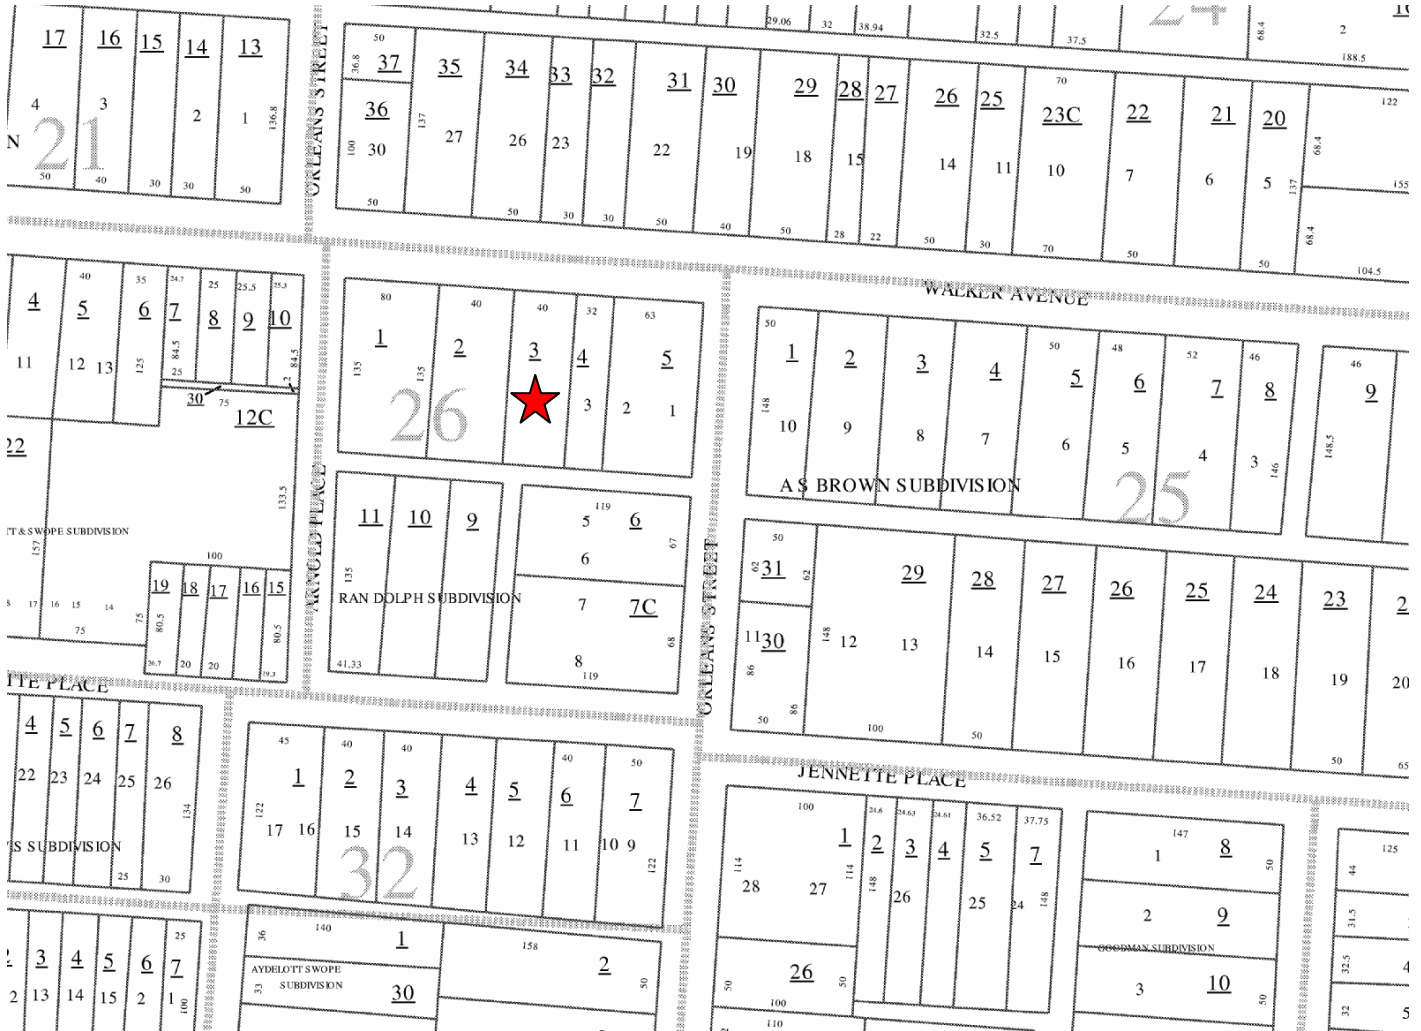 29.06 32 38.94 32.5 37.5 24 68.4 2 188.5
17 16 15 14 13
4 3 2 1 136.8
N 21
50 40 30 30 50
ORLEANS STREET
50 37 36.8 35 34 33 32 31 30 29 28 27 26 25 70 23C 22 21 20 122
36 100 30 137 27 26 23 22 19 18 15 14 11 10 7 6 5 137 68.4 155
50 50 30 30 50 40 50 28 22 50 30 70 50 50 68.4 104.5
WALKER AVENUE
4 40 5 35 6 24.7 7 25 8 25.5 9 25.3 10
11 12 13 125 84.5 25 84.5 2
30 75 12C
22
133.5
TT & SWOPE SUBDIVISION
157 100
19 18 17 16 15
8 17 16 15 14 75 80.5 80.5
75 26.7 20 20 19.3
80 40 40 32 63
1 2 3 4 5
135 135 26 3 2 1
ARNOLD PLACE
11 10 9 119 5 6
6 67
135
RANDOLPH SUBDIVISION
7 7C
8 68
41.33 119
50 1 2 3 4 50 5 48 6 52 7 46 8 46 9
148 10 9 8 7 6 5 4 3 146 148.5
A S BROWN SUBDIVISION 25
ORLEANS STREET
50 62 31 62 29 28 27 26 25 24 23 2
11 30 148 12 13 14 15 16 17 18 19 20
86 86
50 100 50 50 65
JENNETTE PLACE
TTE PLACE
4 5 6 7 8
22 23 24 25 26 134
IS SUBDIVISION
25 30
45 40 40 40 50
1 2 3 4 5 6 7
122 17 16 15 14 13 12 11 10 9 122
32
100 24.6 24.63 24.61 36.52 37.75
1 2 3 4 5 7
114 28 27 114 148 26 25 24 148
147 125
1 8 50 44
2 9 31.5
GOODMAN SUBDIVISION
3 10 50 32.5 4
32 5
2 3 4 5 6 25 7
2 13 14 15 2 1 100
36 140 1 158 2 50
AYDELOTT SWOPE
SUBDIVISION
33 30
50 26 50
100
110